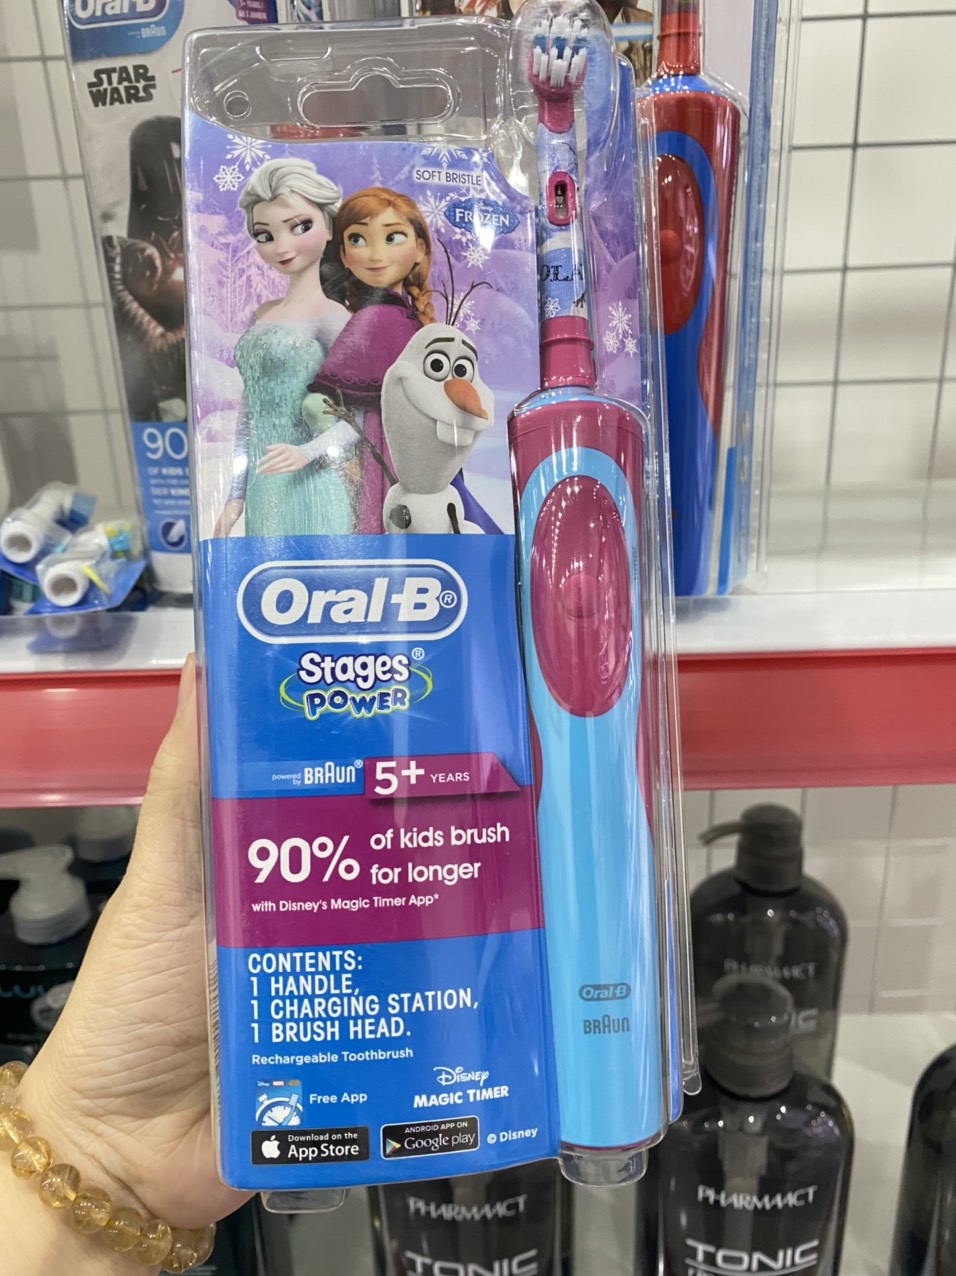 Oral-B
BRAUN
STAR
WARS
90
SOFT BRISTLE
Disney
FROZEN
Oral-B®
Stages®
POWER
powered by BRAUN® 5+ YEARS
90% of kids brush
for longer
with Disney's Magic Timer App*
CONTENTS:
1 HANDLE,
1 CHARGING STATION,
1 BRUSH HEAD.
Rechargeable Toothbrush
Free App
Disney
MAGIC TIMER
Download on the
App Store
ANDROID APP ON
Google play
© Disney
Oral-B
BRAUN
PHARMAACT
TONIC
PHARMAACT
TONIC